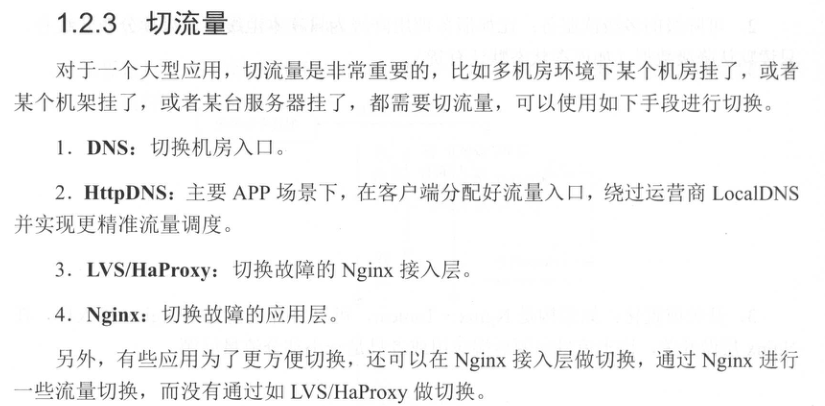 1.2.3 切流量
对于一个大型应用，切流量是非常重要的，比如多机房环境下某个机房挂了，或者
某个机架挂了，或者某台服务器挂了，都需要切流量，可以使用如下手段进行切换。
1．DNS：切换机房入口。
2．HttpDNS：主要 APP 场景下，在客户端分配好流量入口，绕过运营商 LocalDNS
并实现更精准流量调度。
3．LVS/HaProxy：切换故障的 Nginx 接入层。
4．Nginx：切换故障的应用层。
另外，有些应用为了更方便切换，还可以在 Nginx 接入层做切换，通过 Nginx 进行
一些流量切换，而没有通过如 LVS/HaProxy 做切换。